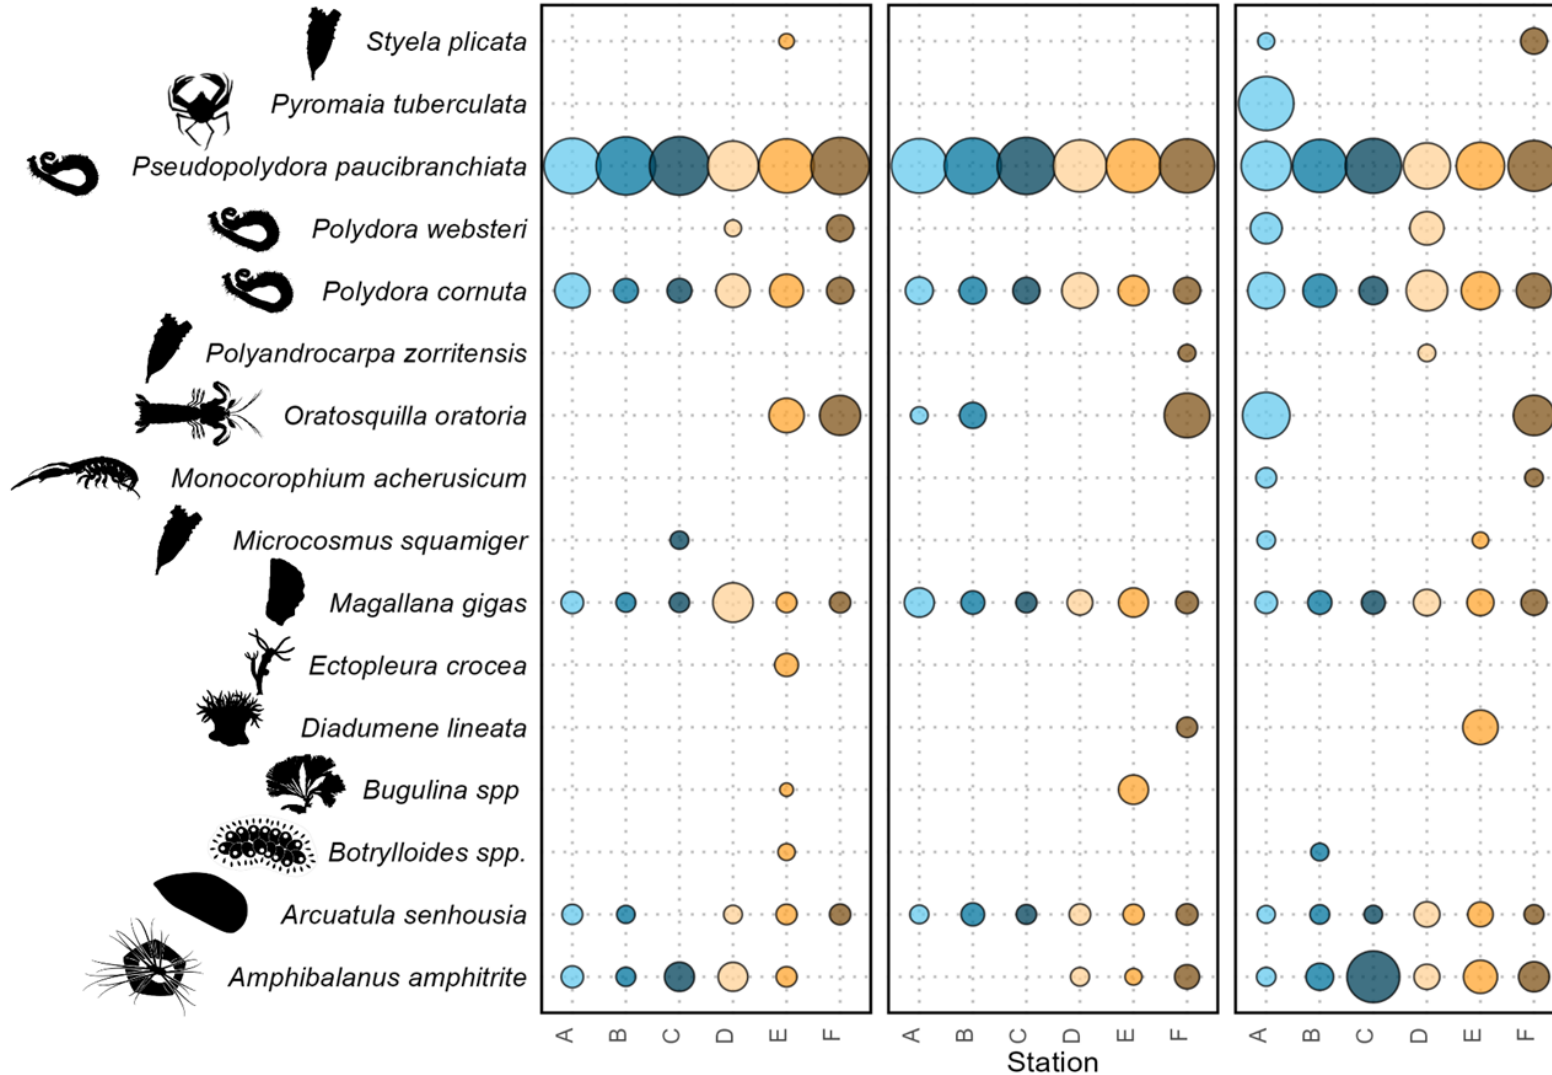 Styela plicata
Pyromaia tuberculata
Pseudopolydora paucibranchiata
Polydora websteri
Polydora cornuta
Polyandrocarpa zorritensis
Oratosquilla oratoria
Monocorophium acherusicum
Microcosmus squamiger
Magallana gigas
Ectopleura crocea
Diadumene lineata
Bugulina spp
Botrylloides spp.
Arcuatula senhousia
Amphibalanus amphitrite
A B C D E F A B C D E F A B C D E F
Station